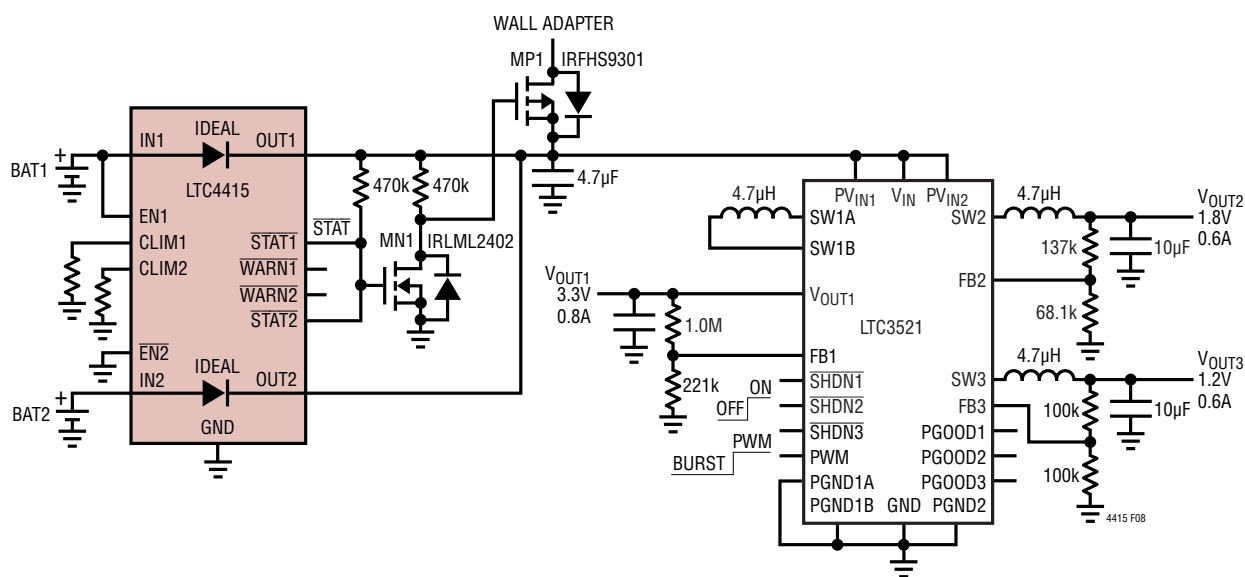 WALL ADAPTER
MP1 IRFHS9301
IDEAL
IN1 OUT1
BAT1
+
LTC4415
470k 470k
4.7µF
EN1
CLIM1
CLIM2
STAT
STAT1
WARN1
WARN2
STAT2
MN1 IRLML2402
EN2
IDEAL
IN2 OUT2
BAT2
+
GND
4.7µH
PVIN1 VIN PVIN2
SW1A
SW1B
SW2
4.7µH
VOUT2
1.8V
0.6A
137k
10µF
FB2
68.1k
VOUT1
3.3V
0.8A
VOUT1
LTC3521
1.0M
FB1
221k
SHDN1
SHDN2
SHDN3
PWM
ON
OFF
PWM
BURST
PGND1A
PGND1B GND PGND2
4.7µH
SW3
VOUT3
1.2V
0.6A
FB3
100k
10µF
PGOOD1
PGOOD2
PGOOD3
100k
4415 F08